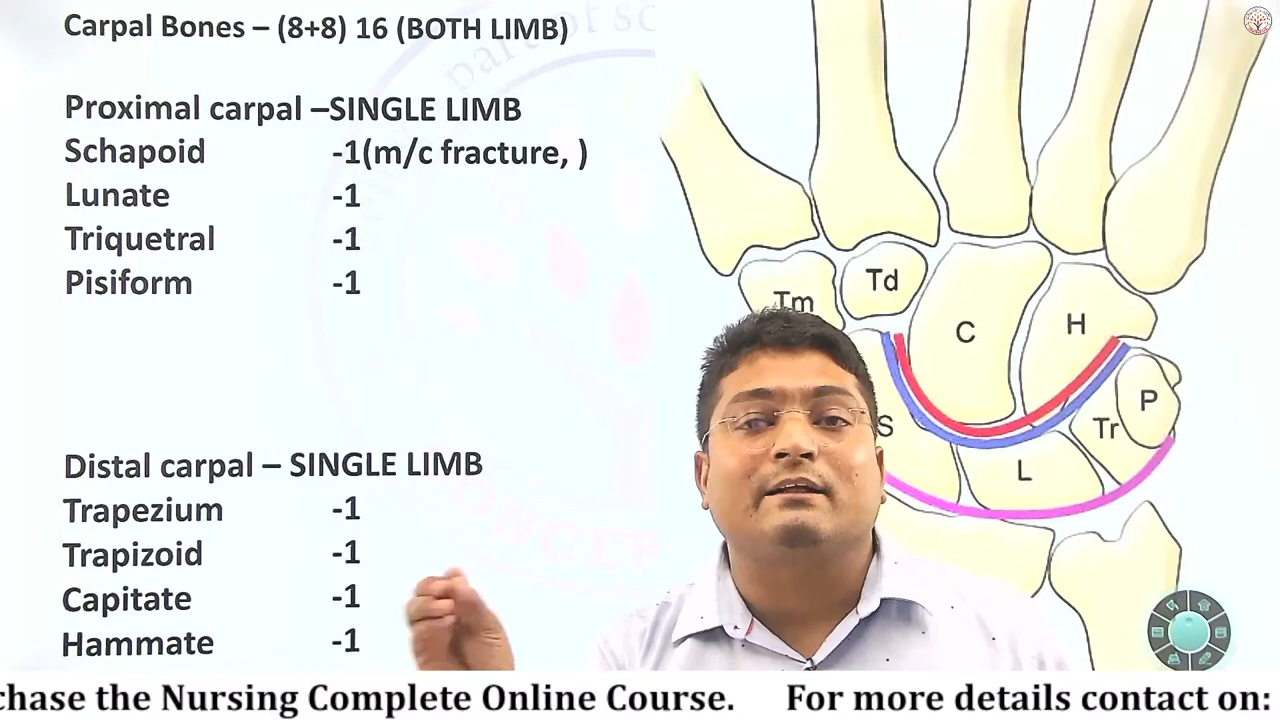 Carpal Bones – (8+8) 16 (BOTH LIMB)
Proximal carpal –SINGLE LIMB
Schapoid -1(m/c fracture, )
Lunate -1
Triquetral -1
Pisiform -1
Distal carpal – SINGLE LIMB
Trapezium -1
Trapizoid -1
Capitate -1
Hammate -1
Tm
Td
C
H
S
L
Tr
P
chase the Nursing Complete Online Course. For more details contact on: